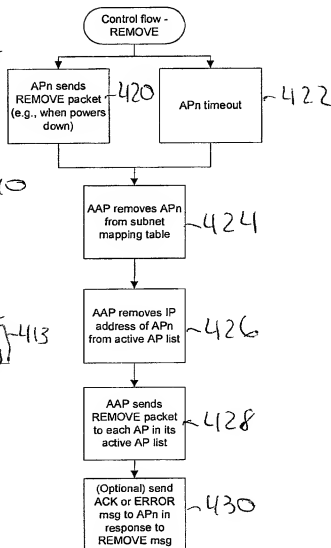 Control flow -
REMOVE
APn sends
REMOVE packet
(e.g., when powers
down)
420
APn timeout
422
AAP removes APn
from subnet
mapping table
424
AAP removes IP
address of APn
from active AP list
426
413
AAP sends
REMOVE packet
to each AP in its
active AP list
428
(Optional) send
ACK or ERROR
msg to APn in
response to
REMOVE msg
430